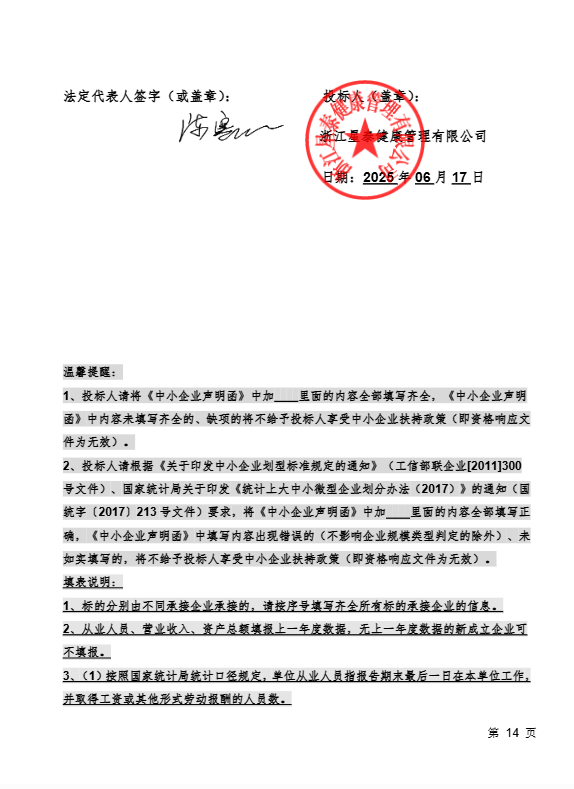 法定代表人签字（或盖章）：
投标人（盖章）：
浙江星泰健康管理有限公司
浙江星泰健康管理有限公司
日期：2025年06月17日
温馨提醒：
1、投标人请将《中小企业声明函》中加____里面的内容全部填写齐全，《中小企业声明
函》中内容未填写齐全的、缺项的将不给予投标人享受中小企业扶持政策（即资格响应文
件为无效）。
2、投标人请根据《关于印发中小企业划型标准规定的通知》（工信部联企业[2011]300
号文件）、国家统计局关于印发《统计上大中小微型企业划分办法（2017）》的通知（国
统字〔2017〕213号文件）要求，将《中小企业声明函》中加____里面的内容全部填写正
确，《中小企业声明函》中填写内容出现错误的（不影响企业规模类型判定的除外）、未
如实填写的，将不给予投标人享受中小企业扶持政策（即资格响应文件为无效）。
填表说明：
1、标的分别由不同承接企业承接的，请按序号填写齐全所有标的承接企业的信息。
2、从业人员、营业收入、资产总额填报上一年度数据，无上一年度数据的新成立企业可
不填报。
3、（1）按照国家统计局统计口径规定，单位从业人员指报告期末最后一日在本单位工作，
并取得工资或其他形式劳动报酬的人员数。
第 14 页